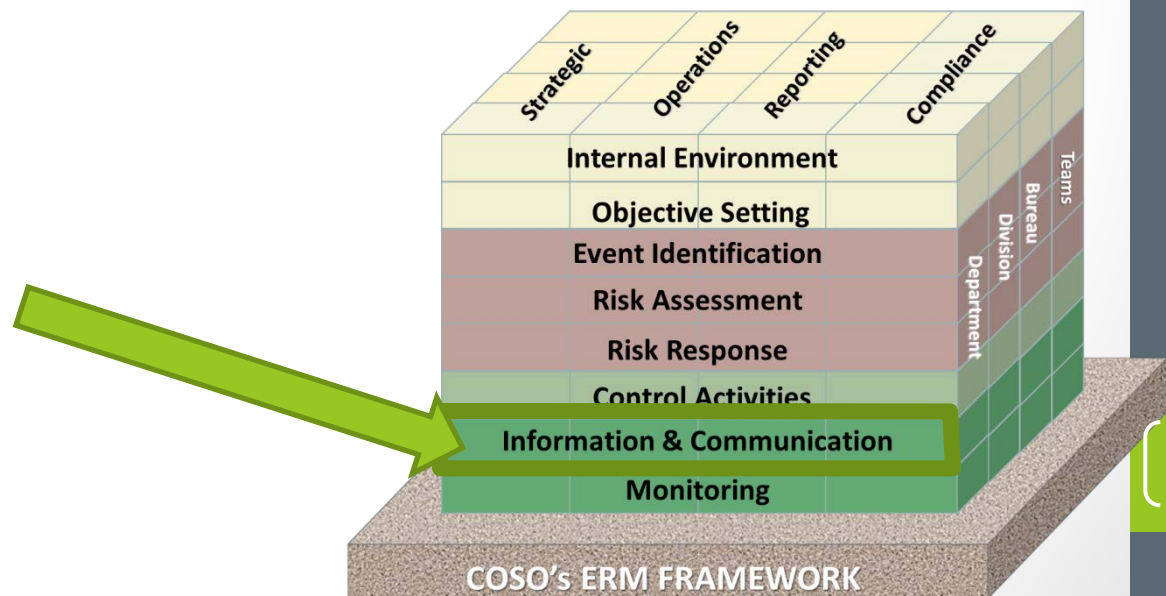 Strategic
Operations
Reporting
Compliance
Internal Environment
Objective Setting
Event Identification
Risk Assessment
Risk Response
Control Activities
Information & Communication
Monitoring
Department
Division
Bureau
Teams
COSO's ERM FRAMEWORK